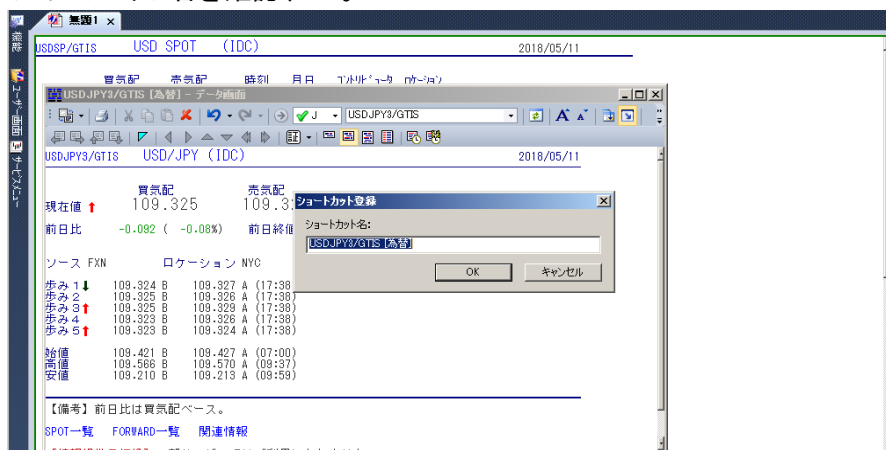 無題1 ×
USDSP/GTIS USD SPOT (IDC) 2018/05/11
買気配 売気配 時刻 月日 コントリビュータ ロケーション
ユーザー画面
サービスメニュー
USDJPY3/GTIS [為替] - データ画面
J USDJPY3/GTIS
USDJPY3/GTIS USD/JPY (IDC) 2018/05/11
買気配 売気配
現在値 ↑ 109.325
前日比 -0.092 ( -0.08%) 前日終値
ソース FXN ロケーション NYC
歩み1⬇ 109.324 B 109.327 A (17:38)
歩み2 109.325 B 109.326 A (17:38)
歩み3⬆ 109.325 B 109.329 A (17:38)
歩み4 109.323 B 109.326 A (17:38)
歩み5⬆ 109.323 B 109.324 A (17:38)
始値 109.421 B 109.427 A (07:00)
高値 109.566 B 109.570 A (09:37)
安値 109.210 B 109.213 A (09:59)
【備考】前日比は買気配ベース。
SPOT一覧 FORWARD一覧 関連情報
ショートカット登録
ショートカット名:
USDJPY3/GTIS [為替]
OK キャンセル